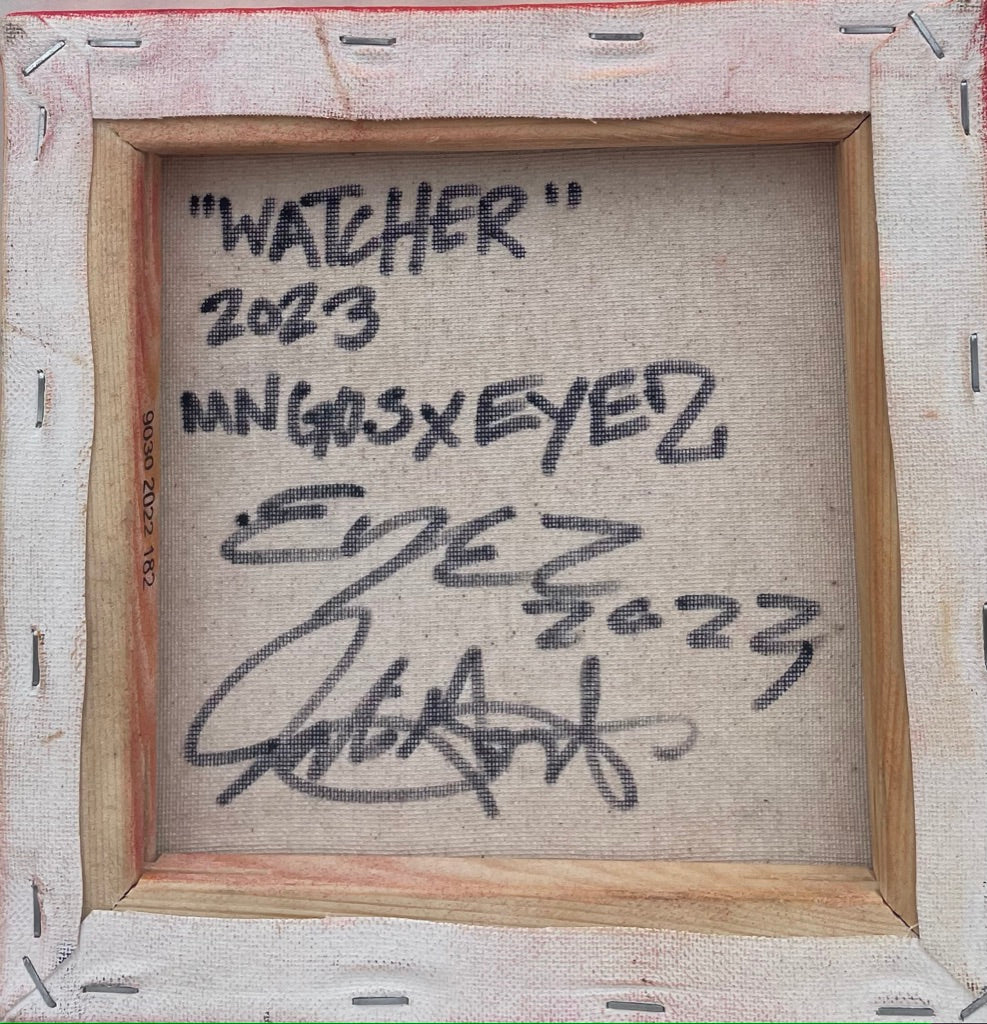 "WATCHER"
2023
MNGOSXEYEZ
EYEZ
2023
9030 2022 182